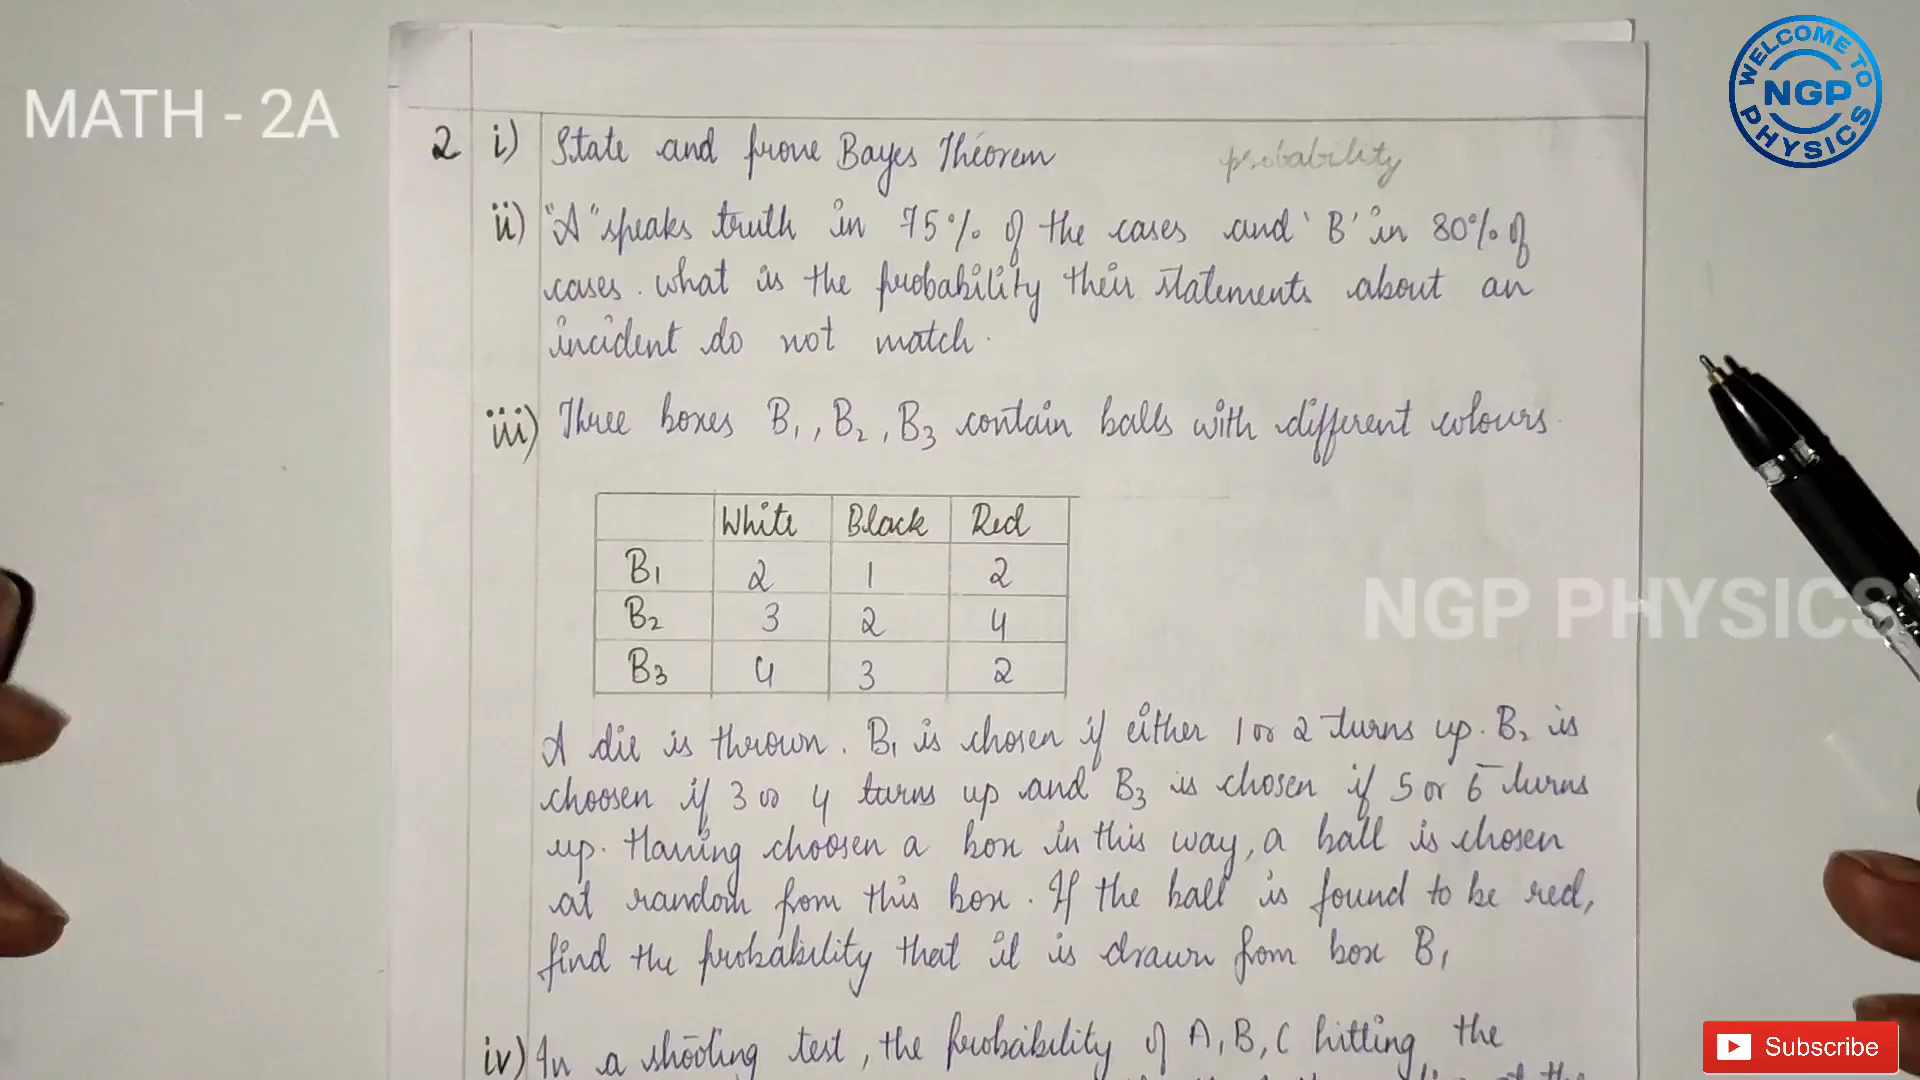 MATH - 2A
WELCOME TO
NGP
PHYSICS
probability
2 i) State and prove Bayes Theorem
ii) "A" speaks truth in 75% of the cases and 'B' in 80% of
cases. what is the probability their statements about an
incident do not match.
iii) Three boxes B1, B2, B3 contain balls with different colours.
White Black Red
B1 2 1 2
B2 3 2 4
B3 4 3 2
NGP PHYSICS
A die is thrown. B1 is chosen if either 1 or 2 turns up. B2 is
choosen if 3 or 4 turns up and B3 is chosen if 5 or 6 turns
up. Having choosen a box in this way, a ball is chosen
at random from this box. If the ball is found to be red,
find the probability that it is drawn from box B1
iv) In a shooting test, the probability of A, B, C hitting the
Subscribe